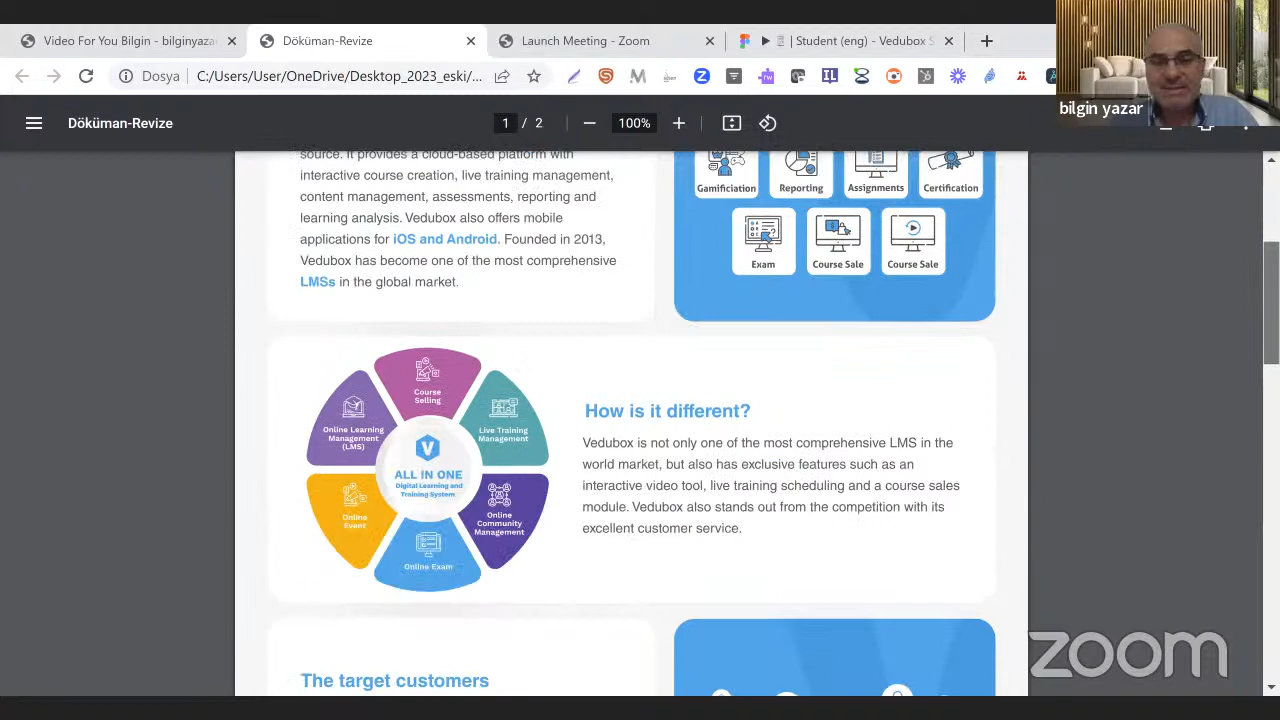 Video For You Bilgin - bilginyaza
Döküman-Revize
Launch Meeting - Zoom
| Student (eng) - Vedubox S
Dosya
C:/Users/User/OneDrive/Desktop_2023_eski/...
bilgin yazar
Döküman-Revize
1 / 2
100%
source. It provides a cloud-based platform with
interactive course creation, live training management,
content management, assessments, reporting and
learning analysis. Vedubox also offers mobile
applications for iOS and Android. Founded in 2013,
Vedubox has become one of the most comprehensive
LMSs in the global market.
Gamificiation
Reporting
Assignments
Certification
Exam
Course Sale
Course Sale
Course
Selling
Online Learning
Management
(LMS)
Live Training
Management
V
ALL IN ONE
Digital Learning and
Training System
Online
Event
Online
Community
Management
Online Exam
How is it different?
Vedubox is not only one of the most comprehensive LMS in the
world market, but also has exclusive features such as an
interactive video tool, live training scheduling and a course sales
module. Vedubox also stands out from the competition with its
excellent customer service.
The target customers
zoom